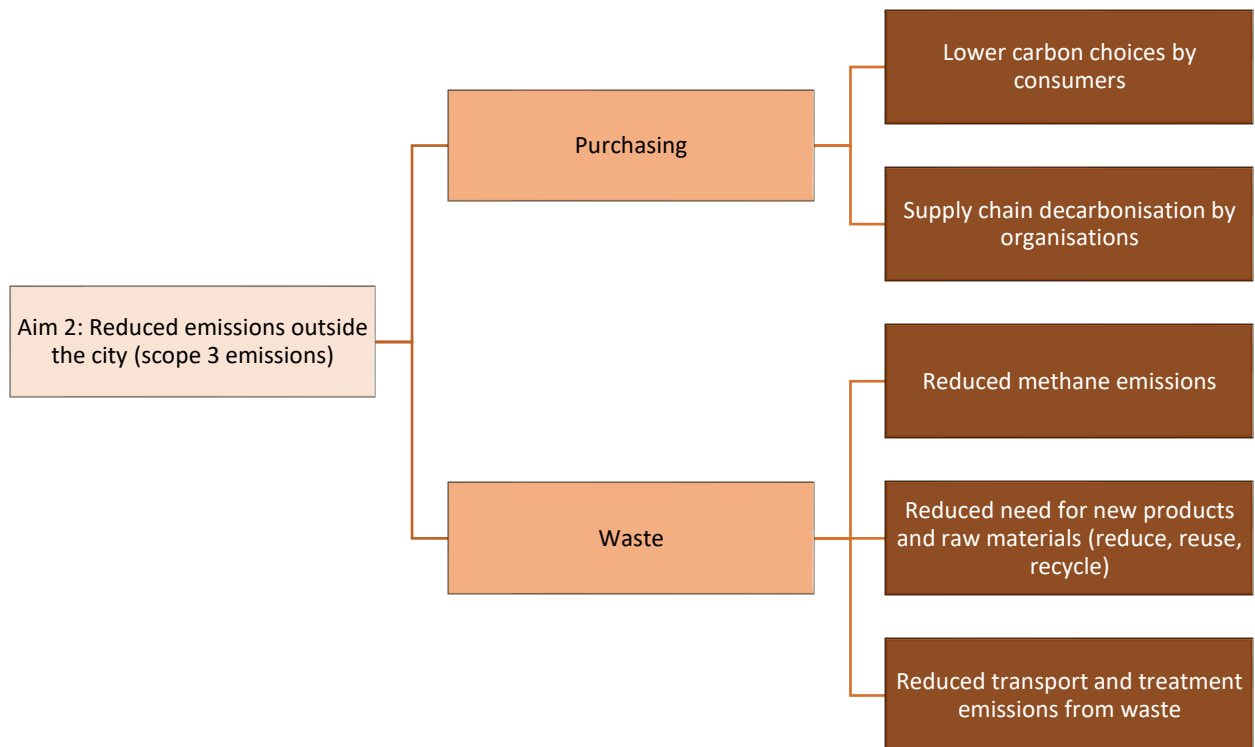 Aim 2: Reduced emissions outside
the city (scope 3 emissions)
Purchasing
Lower carbon choices by
consumers
Supply chain decarbonisation by
organisations
Waste
Reduced methane emissions
Reduced need for new products
and raw materials (reduce, reuse,
recycle)
Reduced transport and treatment
emissions from waste